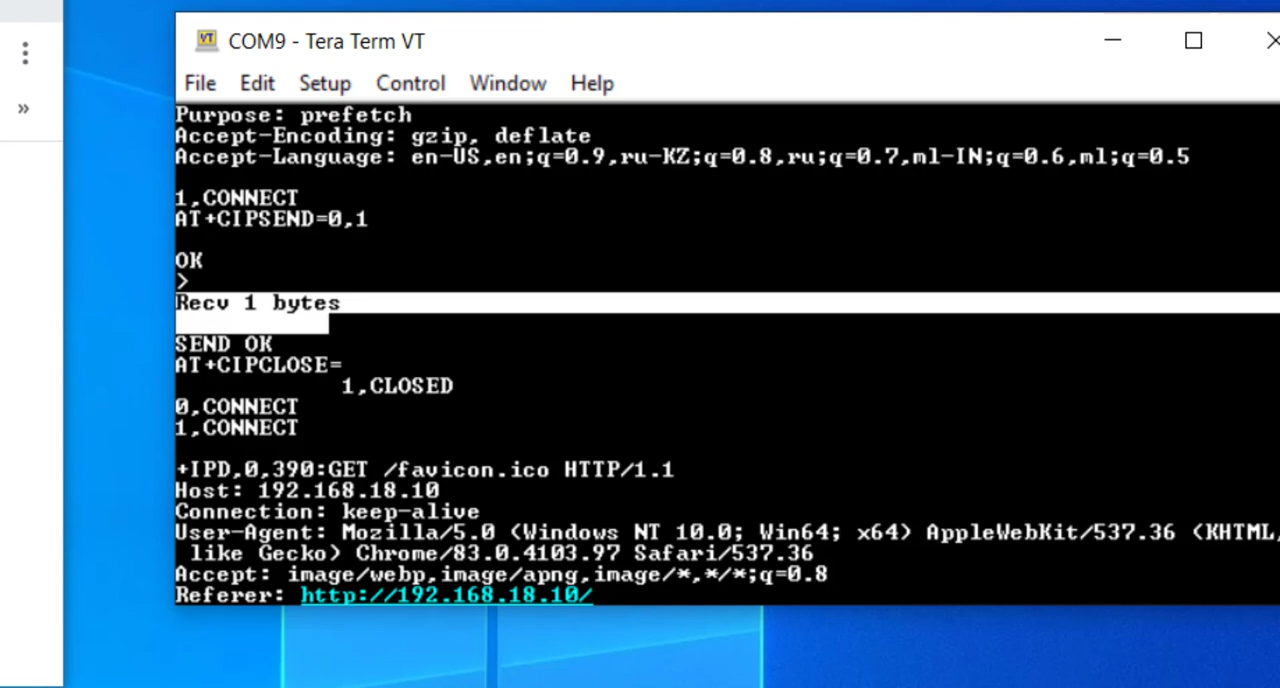 COM9 - Tera Term VT
File Edit Setup Control Window Help
Purpose: prefetch
Accept-Encoding: gzip, deflate
Accept-Language: en-US,en;q=0.9,ru-KZ;q=0.8,ru;q=0.7,ml-IN;q=0.6,ml;q=0.5
1,CONNECT
AT+CIPSEND=0,1
OK
>
Recv 1 bytes
SEND OK
AT+CIPCLOSE=
1,CLOSED
0,CONNECT
1,CONNECT
+IPD,0,390:GET /favicon.ico HTTP/1.1
Host: 192.168.18.10
Connection: keep-alive
User-Agent: Mozilla/5.0 (Windows NT 10.0; Win64; x64) AppleWebKit/537.36 (KHTML,
like Gecko) Chrome/83.0.4103.97 Safari/537.36
Accept: image/webp,image/apng,image/*,*/*;q=0.8
Referer: http://192.168.18.10/